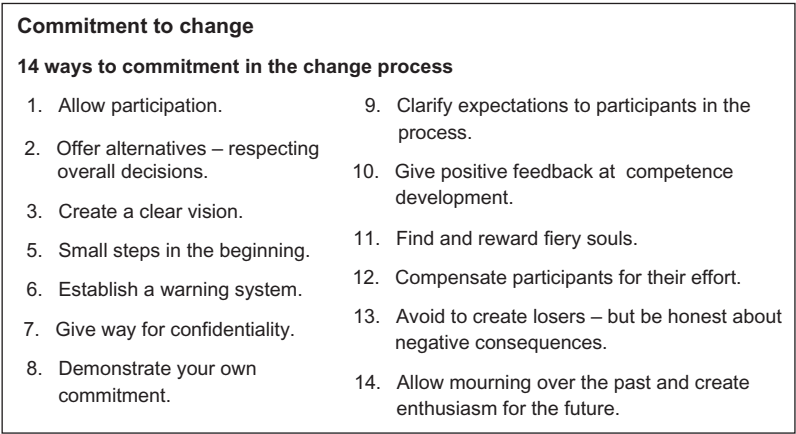 Commitment to change
14 ways to commitment in the change process
1. Allow participation.
2. Offer alternatives – respecting
overall decisions.
3. Create a clear vision.
5. Small steps in the beginning.
6. Establish a warning system.
7. Give way for confidentiality.
8. Demonstrate your own
commitment.
9. Clarify expectations to participants in the
process.
10. Give positive feedback at competence
development.
11. Find and reward fiery souls.
12. Compensate participants for their effort.
13. Avoid to create losers – but be honest about
negative consequences.
14. Allow mourning over the past and create
enthusiasm for the future.